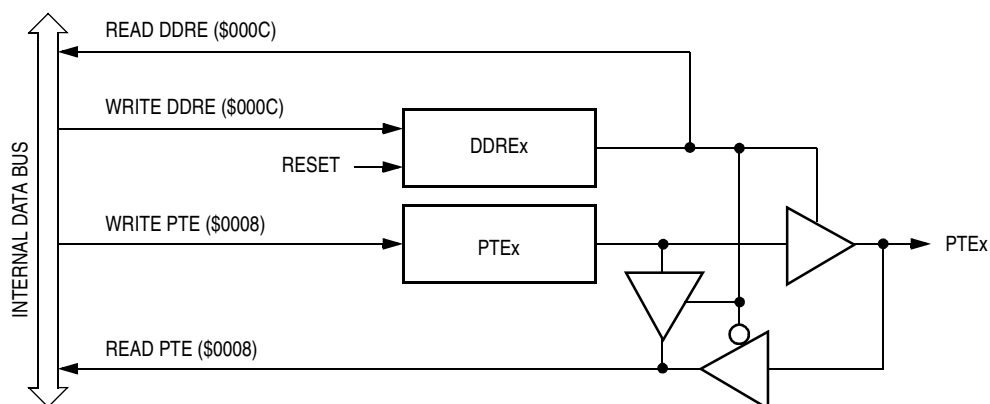 READ DDRE ($000C)
WRITE DDRE ($000C)
DDREx
RESET
INTERNAL DATA BUS
WRITE PTE ($0008)
PTEx
PTEx
READ PTE ($0008)